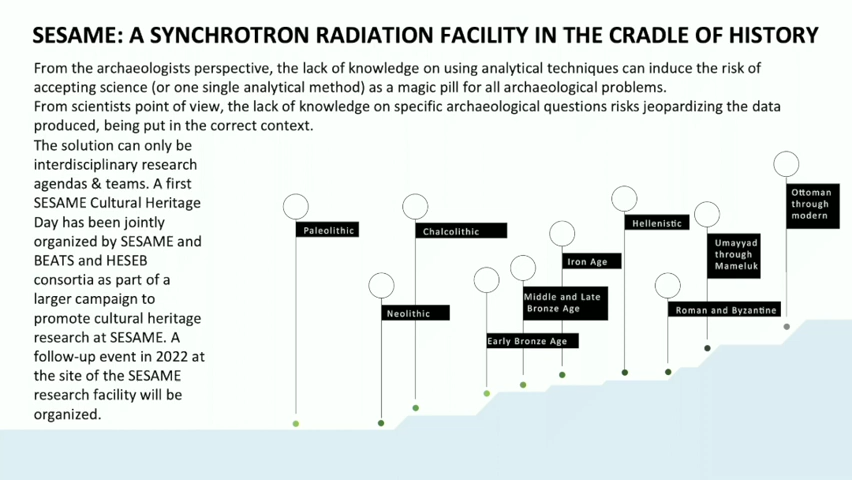 SESAME: A SYNCHROTRON RADIATION FACILITY IN THE CRADLE OF HISTORY
From the archaeologists perspective, the lack of knowledge on using analytical techniques can induce the risk of
accepting science (or one single analytical method) as a magic pill for all archaeological problems.
From scientists point of view, the lack of knowledge on specific archaeological questions risks jeopardizing the data
produced, being put in the correct context.
The solution can only be
interdisciplinary research
agendas & teams. A first
SESAME Cultural Heritage
Day has been jointly
organized by SESAME and
BEATS and HESEB
consortia as part of a
larger campaign to
promote cultural heritage
research at SESAME. A
follow-up event in 2022 at
the site of the SESAME
research facility will be
organized.
Paleolithic
Neolithic
Chalcolithic
Early Bronze Age
Middle and Late
Bronze Age
Iron Age
Hellenistic
Roman and Byzantine
Umayyad
through
Mameluk
Ottoman
through
modern